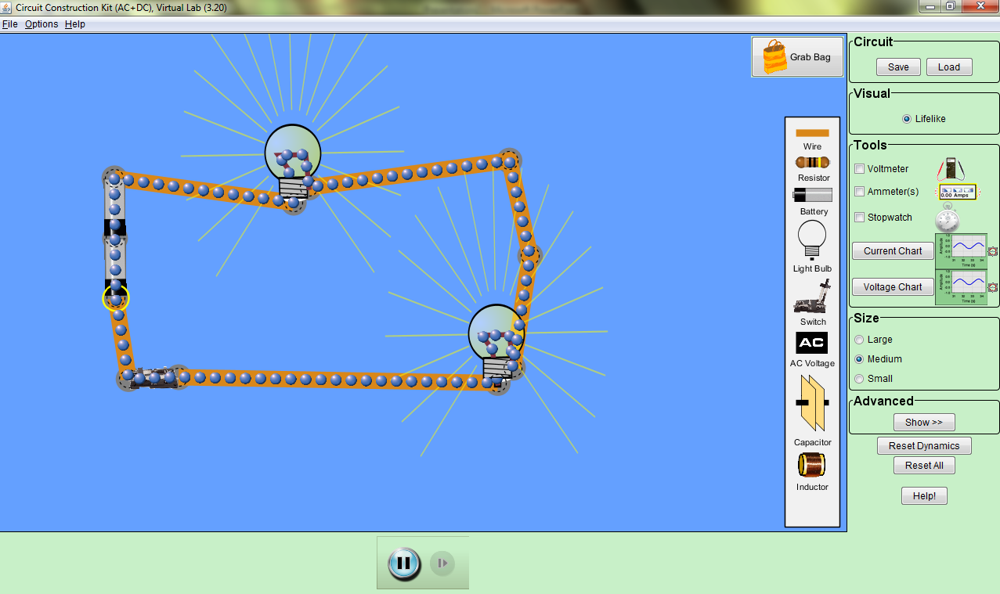 Circuit Construction Kit (AC+DC), Virtual Lab (3.20)
File Options Help
Grab Bag
Wire
Resistor
Battery
Light Bulb
Switch
AC
AC Voltage
Capacitor
Inductor
Circuit
Save Load
Visual
Lifelike
Tools
Voltmeter
Ammeter(s)
0.00 Amps
Stopwatch
Current Chart
Voltage Chart
Size
Large
Medium
Small
Advanced
Show >>
Reset Dynamics
Reset All
Help!